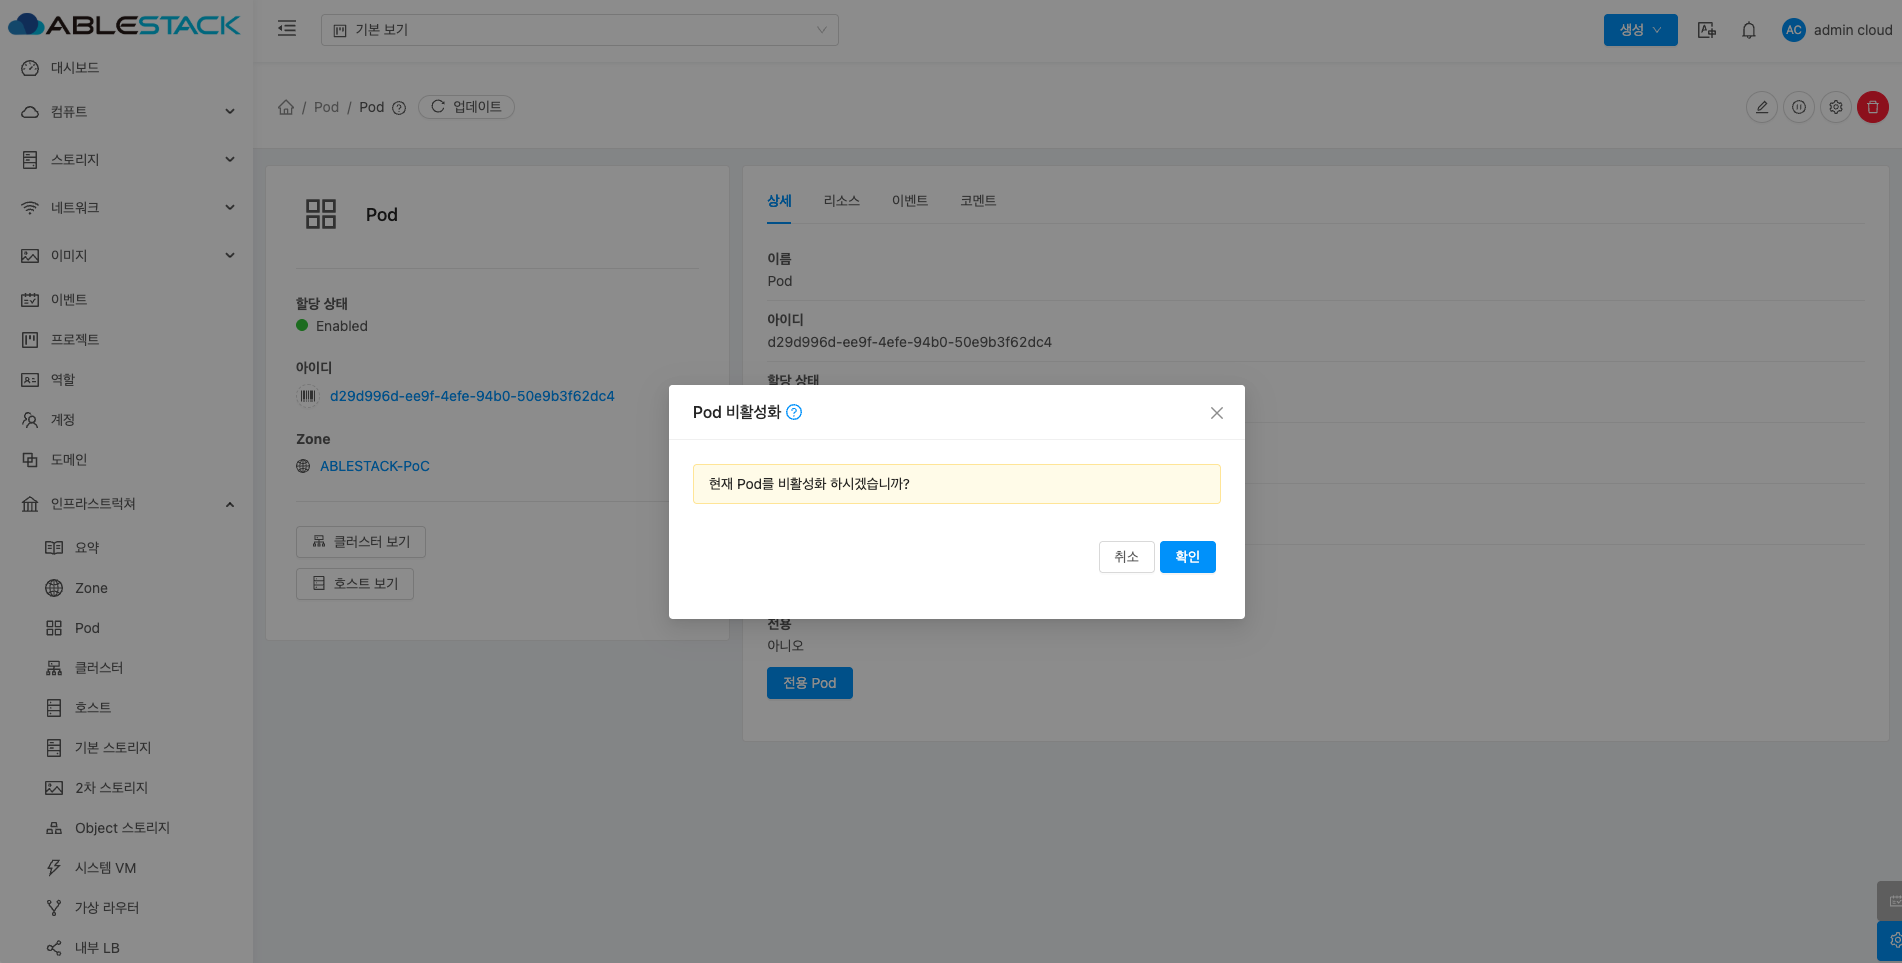 ABLESTACK
기본 보기
생성
AC
admin cloud
대시보드
컴퓨트
스토리지
네트워크
이미지
이벤트
프로젝트
역할
계정
도메인
인프라스트럭쳐
요약
Zone
Pod
클러스터
호스트
기본 스토리지
2차 스토리지
Object 스토리지
시스템 VM
가상 라우터
내부 LB
/ Pod / Pod
업데이트
Pod
할당 상태
Enabled
아이디
d29d996d-ee9f-4efe-94b0-50e9b3f62dc4
Zone
ABLESTACK-PoC
클러스터 보기
호스트 보기
상세 리소스 이벤트 코멘트
이름
Pod
아이디
d29d996d-ee9f-4efe-94b0-50e9b3f62dc4
할당 상태
Pod 비활성화
현재 Pod를 비활성화 하시겠습니까?
취소 확인
전용
아니오
전용 Pod